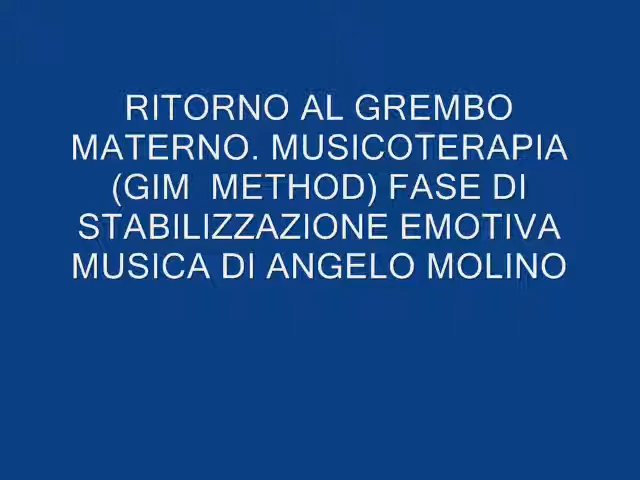 RITORNO AL GREMBO
MATERNO. MUSICOTERAPIA
(GIM  METHOD) FASE DI
STABILIZZAZIONE EMOTIVA
MUSICA DI ANGELO MOLINO